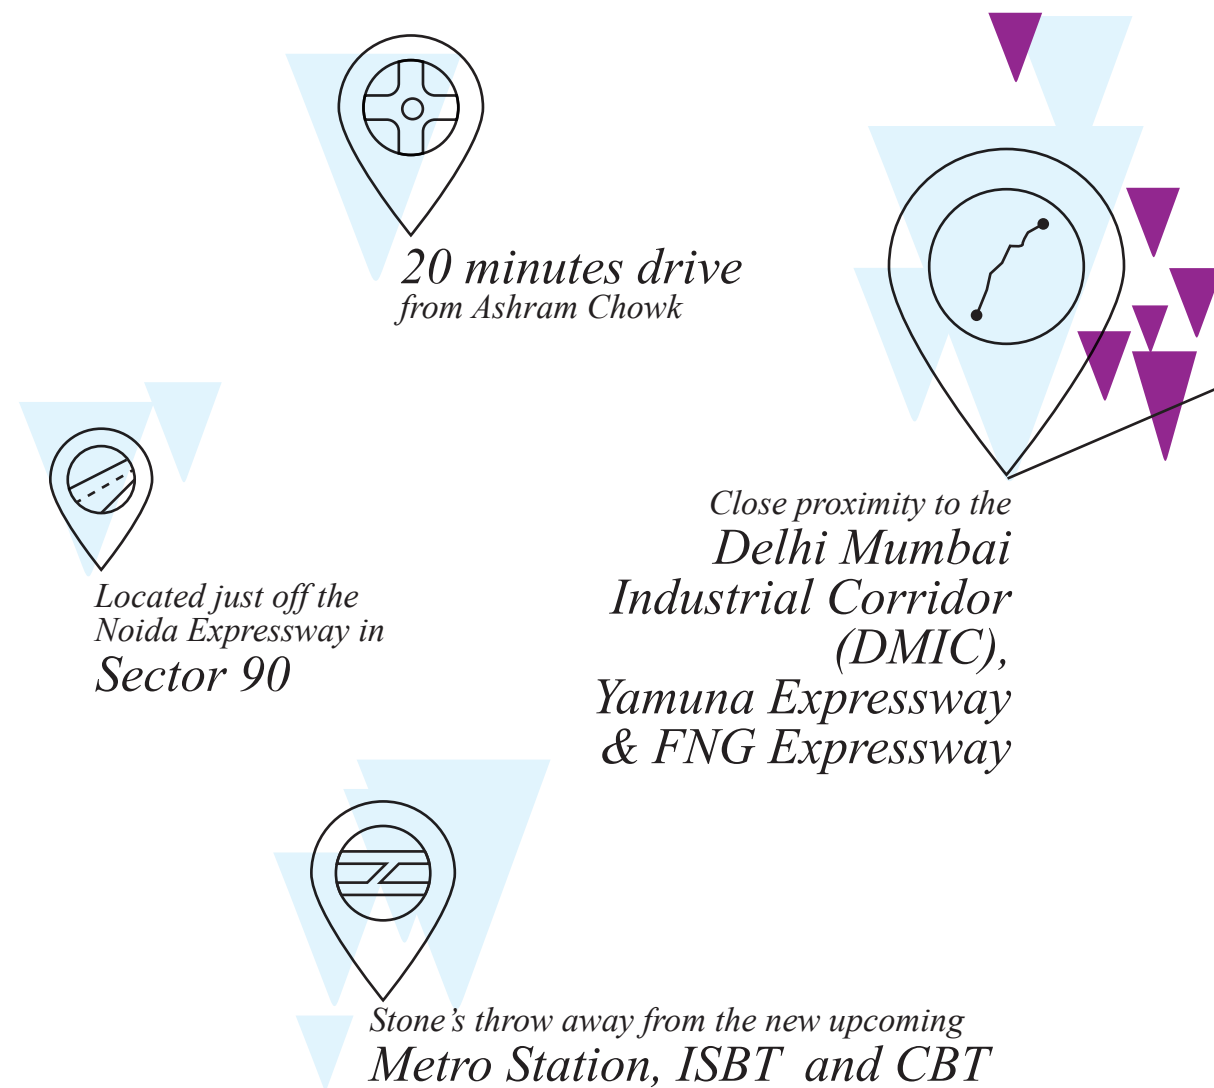 20 minutes drive
from Ashram Chowk
Located just off the
Noida Expressway in
Sector 90
Close proximity to the
Delhi Mumbai
Industrial Corridor
(DMIC),
Yamuna Expressway
& FNG Expressway
Stone’s throw away from the new upcoming
Metro Station, ISBT and CBT